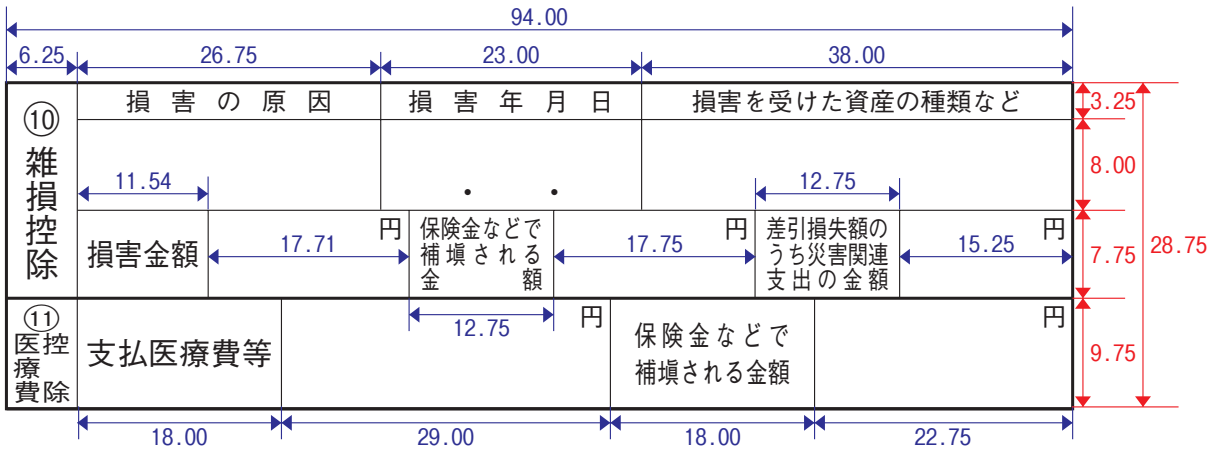 94.00
6.25 26.75 23.00 38.00
⑩ 雑損控除
損害の原因 損害年月日 損害を受けた資産の種類など
3.25
8.00
11.54 ・ ・ 12.75
損害金額 17.71 円
保険金などで
補塡される
金額
17.75 円
差引損失額の
うち災害関連
支出の金額
15.25 円
7.75 28.75
⑪ 医療費控除
支払医療費等
12.75 円
保険金などで
補塡される金額
円
9.75
18.00 29.00 18.00 22.75